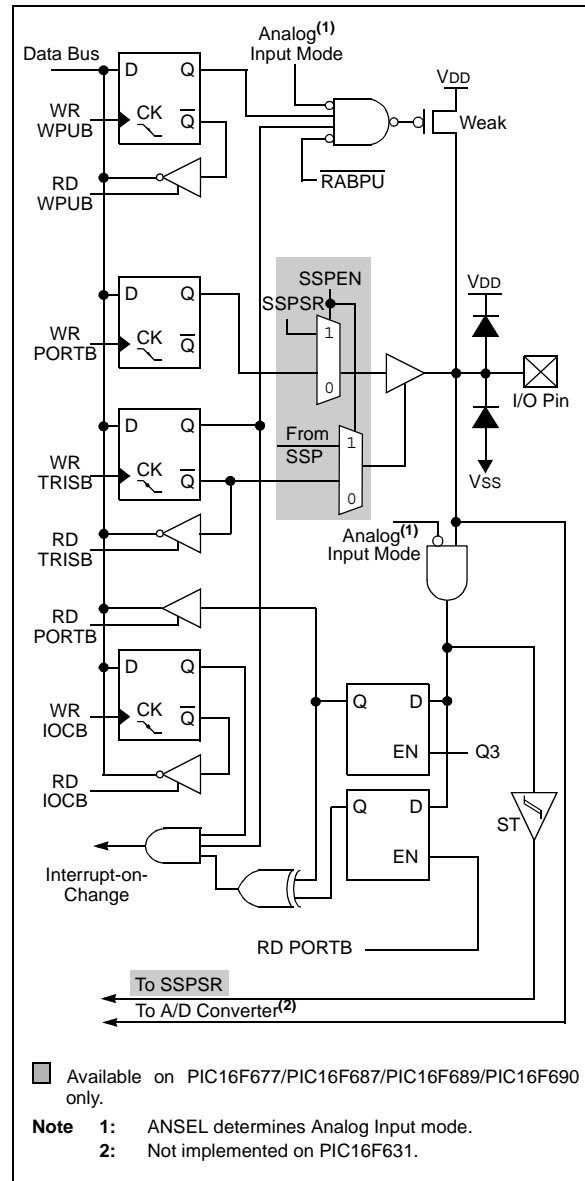 Data Bus
D Q
WR
WPUB
CK Q
RD
WPUB
Analog(1)
Input Mode
RABPU
VDD
Weak
D Q
WR
PORTB
CK Q
SSPEN
SSPSR
1
0
VDD
I/O Pin
VSS
D Q
WR
TRISB
CK Q
From
SSP
1
0
RD
TRISB
Analog(1)
Input Mode
RD
PORTB
D Q
WR
IOCB
CK Q
RD
IOCB
Q D
EN
Q3
Q D
EN
ST
Interrupt-on-
Change
RD PORTB
To SSPSR
To A/D Converter(2)
Available on PIC16F677/PIC16F687/PIC16F689/PIC16F690
only.
Note 1: ANSEL determines Analog Input mode.
2: Not implemented on PIC16F631.